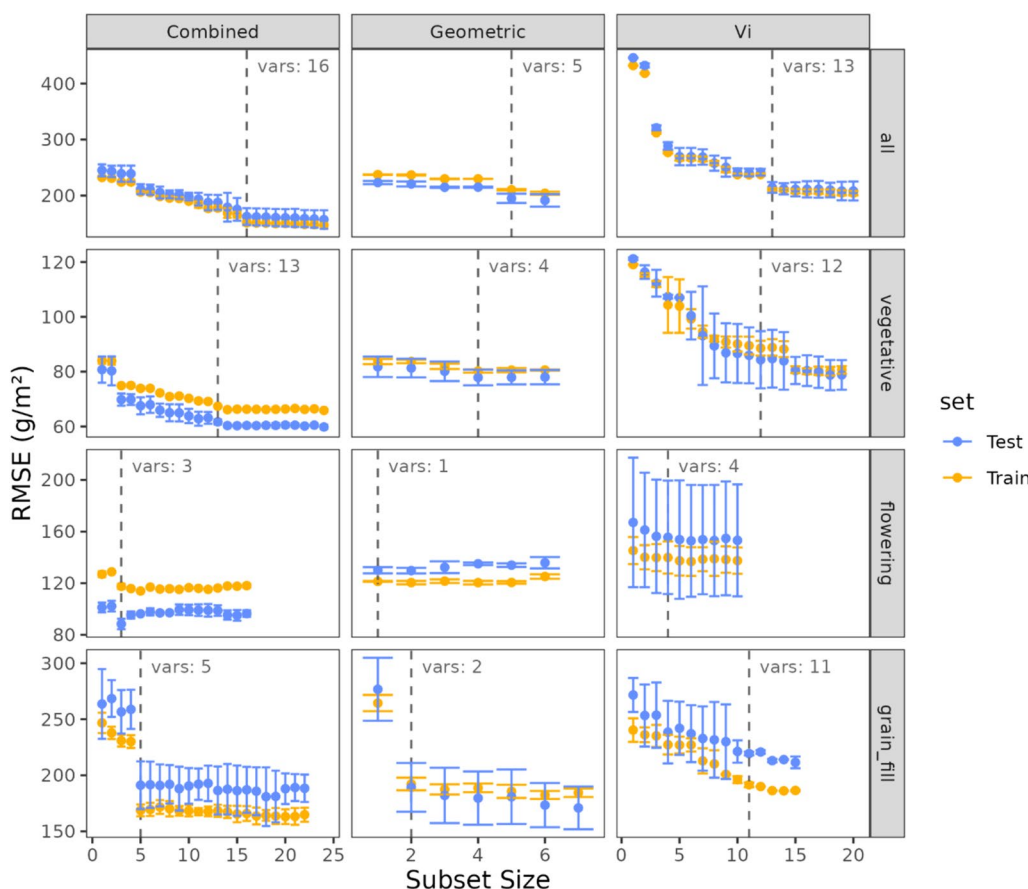 Combined
Geometric
Vi
vars: 16
vars: 5
vars: 13
all
400
300
200
vars: 13
vars: 4
vars: 12
vegetative
120
100
80
60
vars: 3
vars: 1
vars: 4
flowering
200
160
120
80
vars: 5
vars: 2
vars: 11
grain_fill
300
250
200
150
0 5 10 15 20 25
2 4 6
0 5 10 15 20
RMSE (g/m²)
Subset Size
set
Test
Train